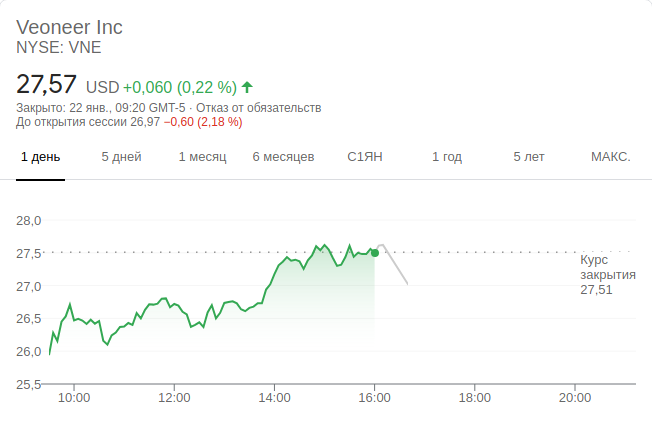 Veoneer Inc
NYSE: VNE
27,57 USD +0,060 (0,22 %)
Закрыто: 22 янв., 09:20 GMT-5 · Отказ от обязательств
До открытия сессии 26,97 −0,60 (2,18 %)
1 день 5 дней 1 месяц 6 месяцев С1ЯН 1 год 5 лет МАКС.
28,0
27,5
Курс
закрытия
27,51
27,0
26,5
26,0
25,5
10:00 12:00 14:00 16:00 18:00 20:00